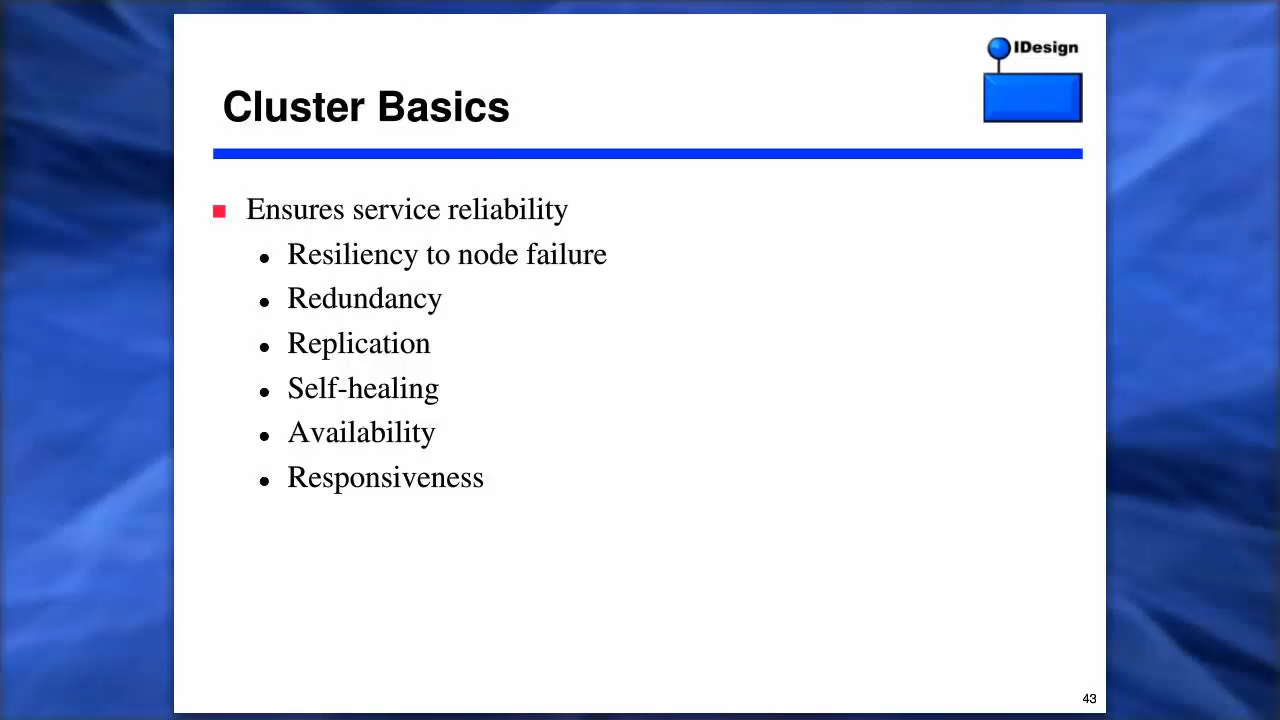 IDesign
Cluster Basics
Ensures service reliability
Resiliency to node failure
Redundancy
Replication
Self-healing
Availability
Responsiveness
43